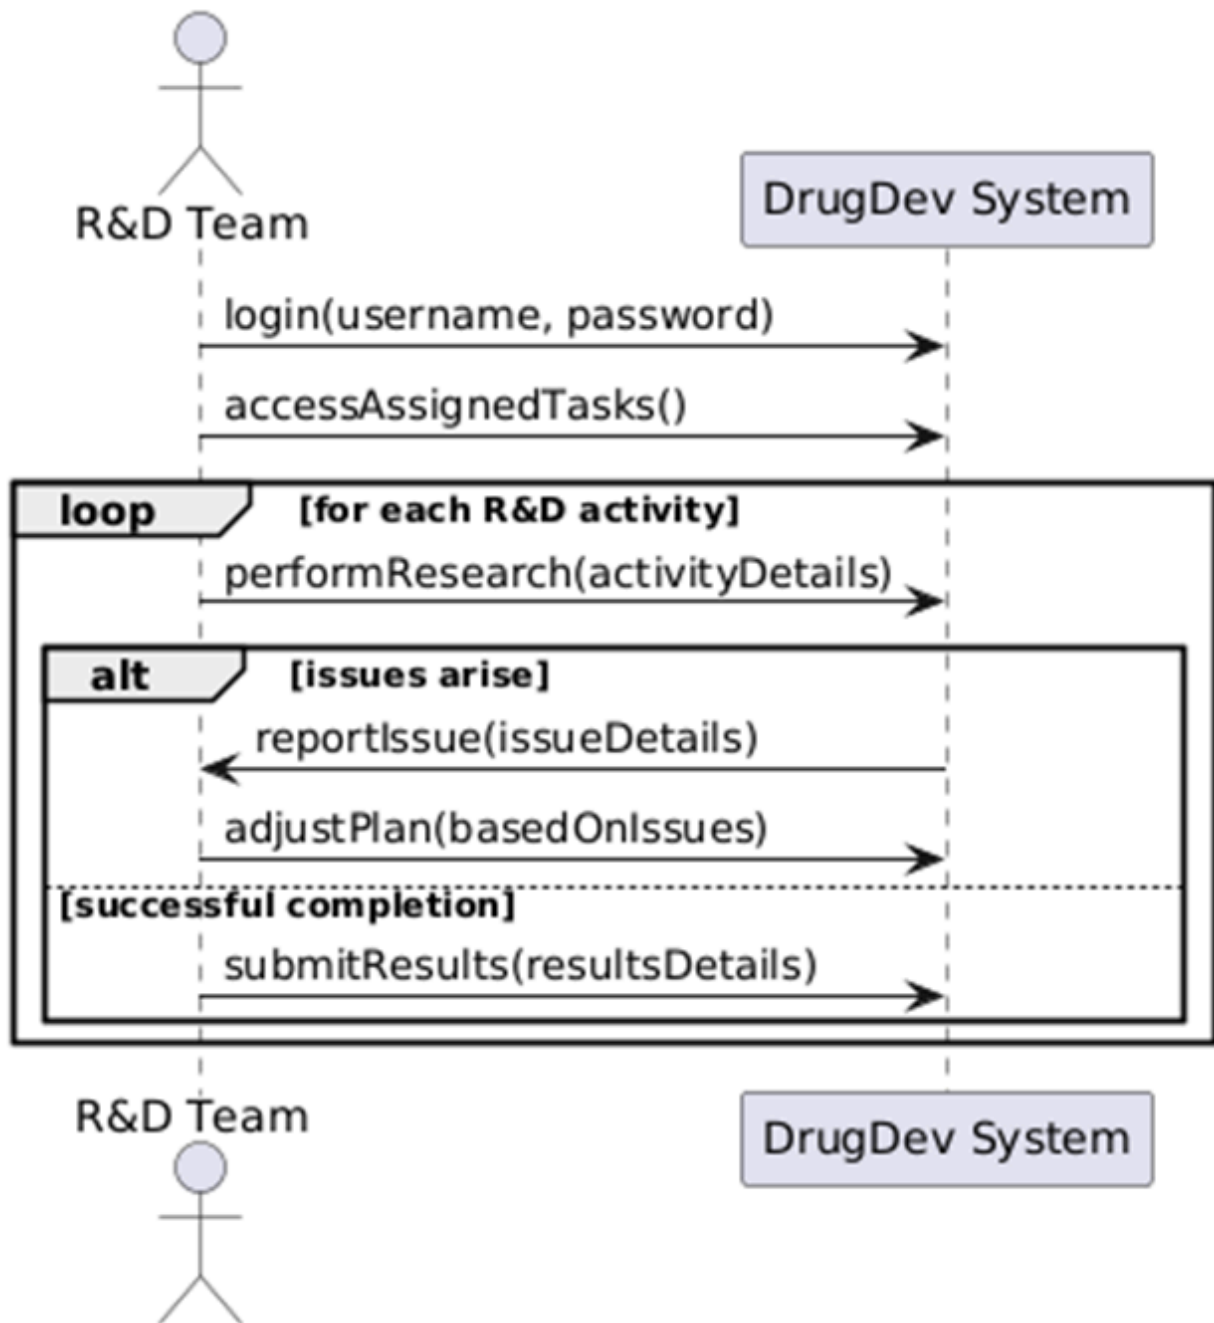 R&D Team
DrugDev System
login(username, password)
accessAssignedTasks()
loop [for each R&D activity]
performResearch(activityDetails)
alt [issues arise]
reportIssue(issueDetails)
adjustPlan(basedOnIssues)
[successful completion]
submitResults(resultsDetails)
R&D Team
DrugDev System